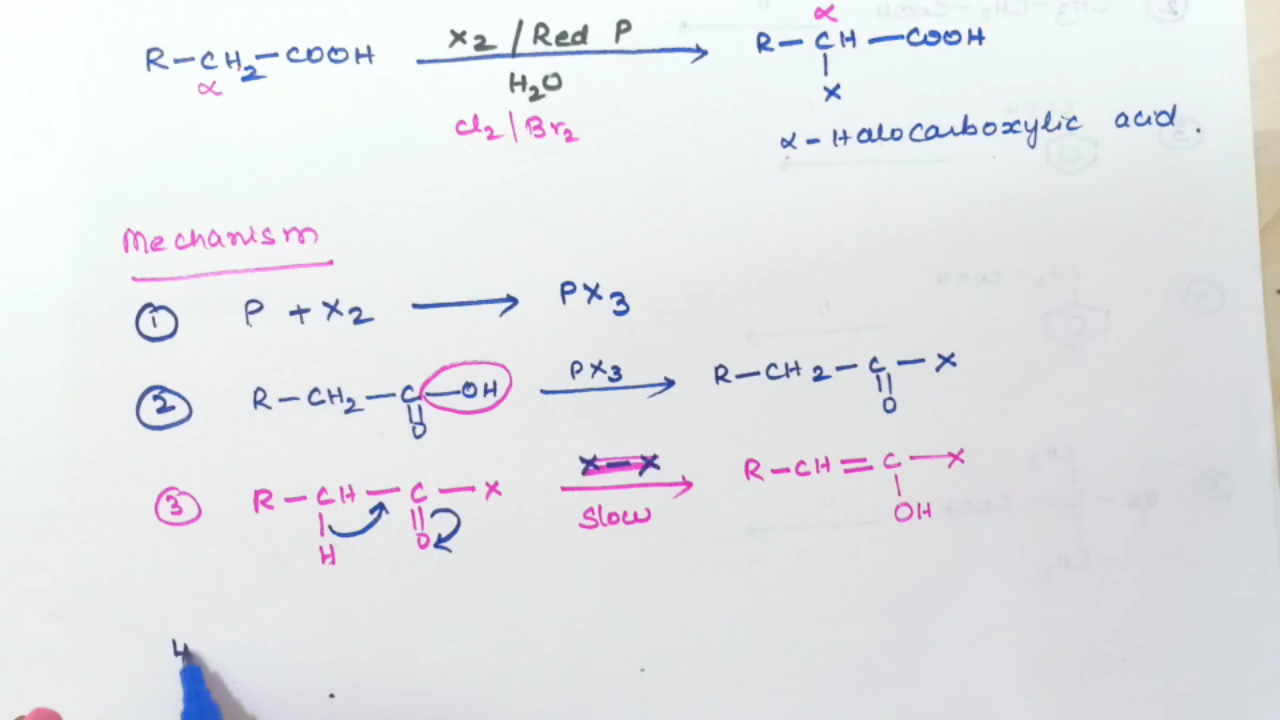 R-CH₂-COOH X₂ / Red P R-CH-COOH
α H₂O α X
Cl₂ | Br₂
α-Halocarboxylic acid.
Mechanism
① P + X₂ → PX₃
② R-CH₂-C-OH PX₃ → R-CH₂-C-X
O O
③ R-CH-C-X X-X → R-CH=C-X
H O Slow OH
4